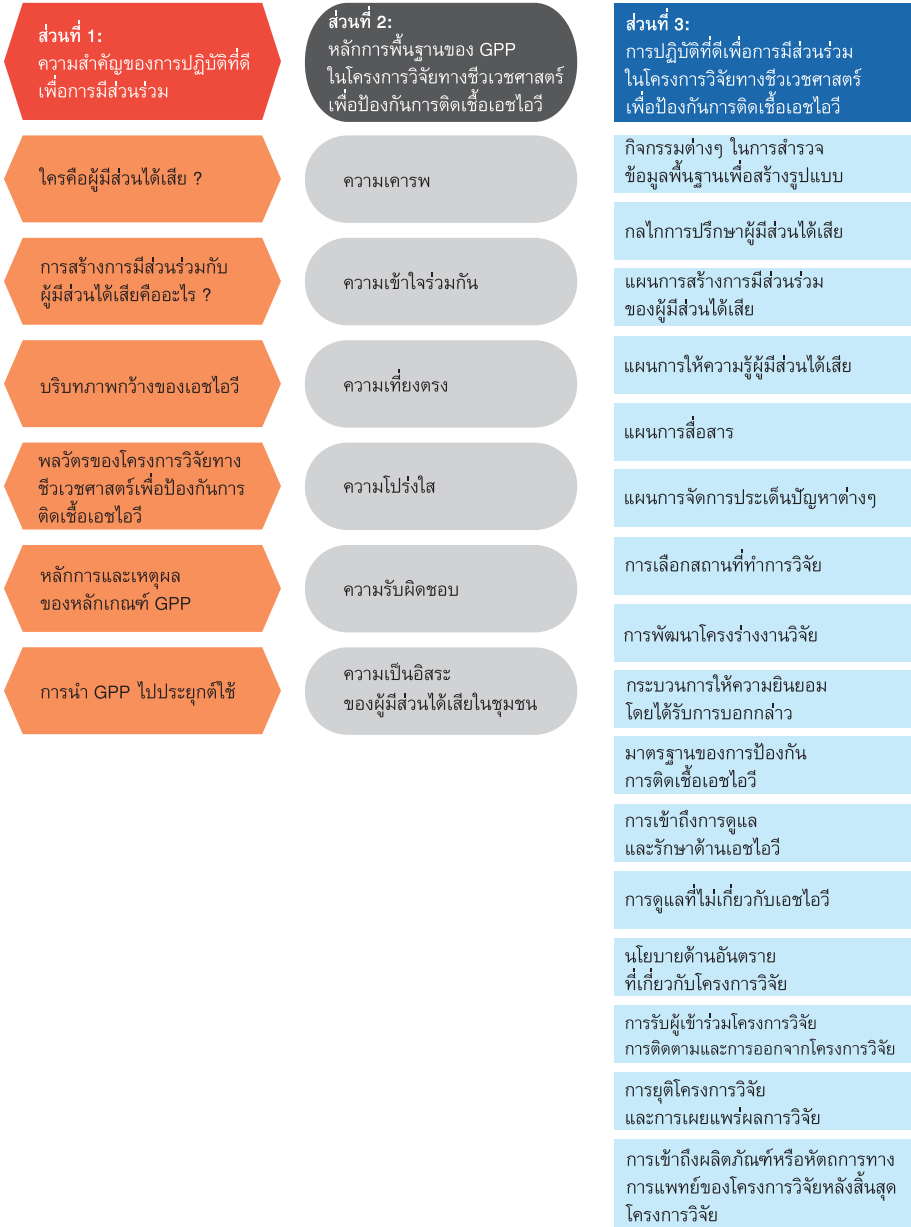 ส่วนที่ 1:
ความสำคัญของการปฏิบัติที่ดี
เพื่อการมีส่วนร่วม
ใครคือผู้มีส่วนได้เสีย ?
การสร้างการมีส่วนร่วมกับ
ผู้มีส่วนได้เสียคืออะไร ?
บริบทภาพกว้างของเอชไอวี
พลวัตรของโครงการวิจัยทาง
ชีวเวชศาสตร์เพื่อป้องกันการ
ติดเชื้อเอชไอวี
หลักการและเหตุผล
ของหลักเกณฑ์ GPP
การนำ GPP ไปประยุกต์ใช้
ส่วนที่ 2:
หลักการพื้นฐานของ GPP
ในโครงการวิจัยทางชีวเวชศาสตร์
เพื่อป้องกันการติดเชื้อเอชไอวี
ความเคารพ
ความเข้าใจร่วมกัน
ความเที่ยงตรง
ความโปร่งใส
ความรับผิดชอบ
ความเป็นอิสระ
ของผู้มีส่วนได้เสียในชุมชน
ส่วนที่ 3:
การปฏิบัติที่ดีเพื่อการมีส่วนร่วม
ในโครงการวิจัยทางชีวเวชศาสตร์
เพื่อป้องกันการติดเชื้อเอชไอวี
กิจกรรมต่างๆ ในการสำรวจ
ข้อมูลพื้นฐานเพื่อสร้างรูปแบบ
กลไกการปรึกษาผู้มีส่วนได้เสีย
แผนการสร้างการมีส่วนร่วม
ของผู้มีส่วนได้เสีย
แผนการให้ความรู้ผู้มีส่วนได้เสีย
แผนการสื่อสาร
แผนการจัดการประเด็นปัญหาต่างๆ
การเลือกสถานที่ทำการวิจัย
การพัฒนาโครงร่างงานวิจัย
กระบวนการให้ความยินยอม
โดยได้รับการบอกกล่าว
มาตรฐานของการป้องกัน
การติดเชื้อเอชไอวี
การเข้าถึงการดูแล
และรักษาด้านเอชไอวี
การดูแลที่ไม่เกี่ยวกับเอชไอวี
นโยบายด้านอันตราย
ที่เกี่ยวกับโครงการวิจัย
การรับผู้เข้าร่วมโครงการวิจัย
การติดตามและการออกจากโครงการวิจัย
การยุติโครงการวิจัย
และการเผยแพร่ผลการวิจัย
การเข้าถึงผลิตภัณฑ์หรือหัตถการทาง
การแพทย์ของโครงการวิจัยหลังสิ้นสุด
โครงการวิจัย